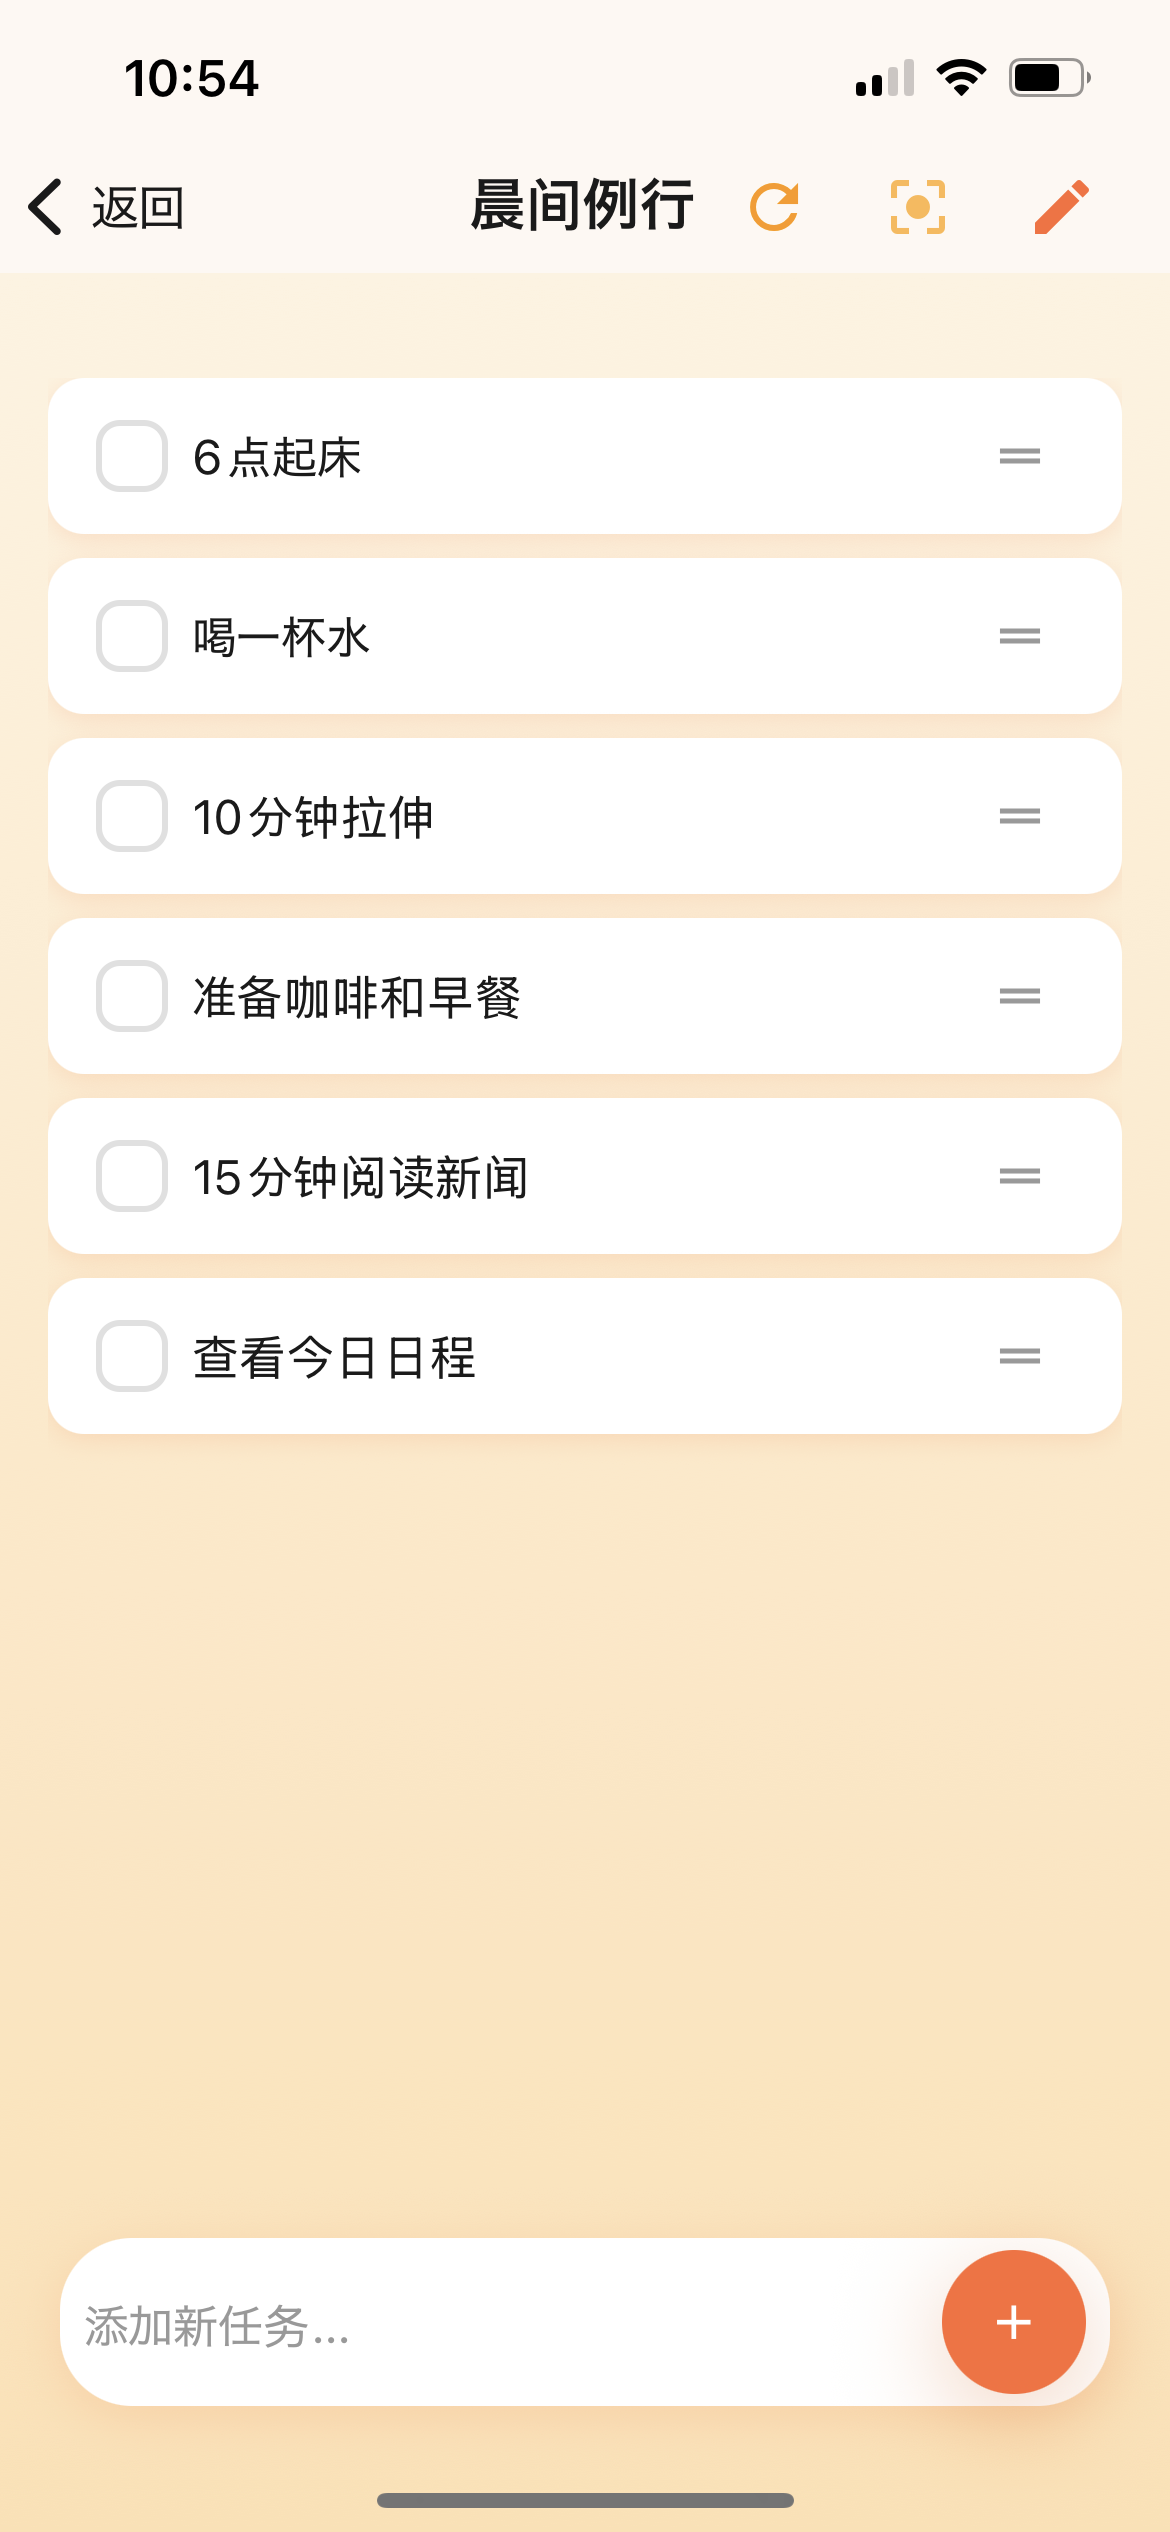 10:54
返回
晨间例行
6点起床
喝一杯水
10分钟拉伸
准备咖啡和早餐
15分钟阅读新闻
查看今日日程
添加新任务...